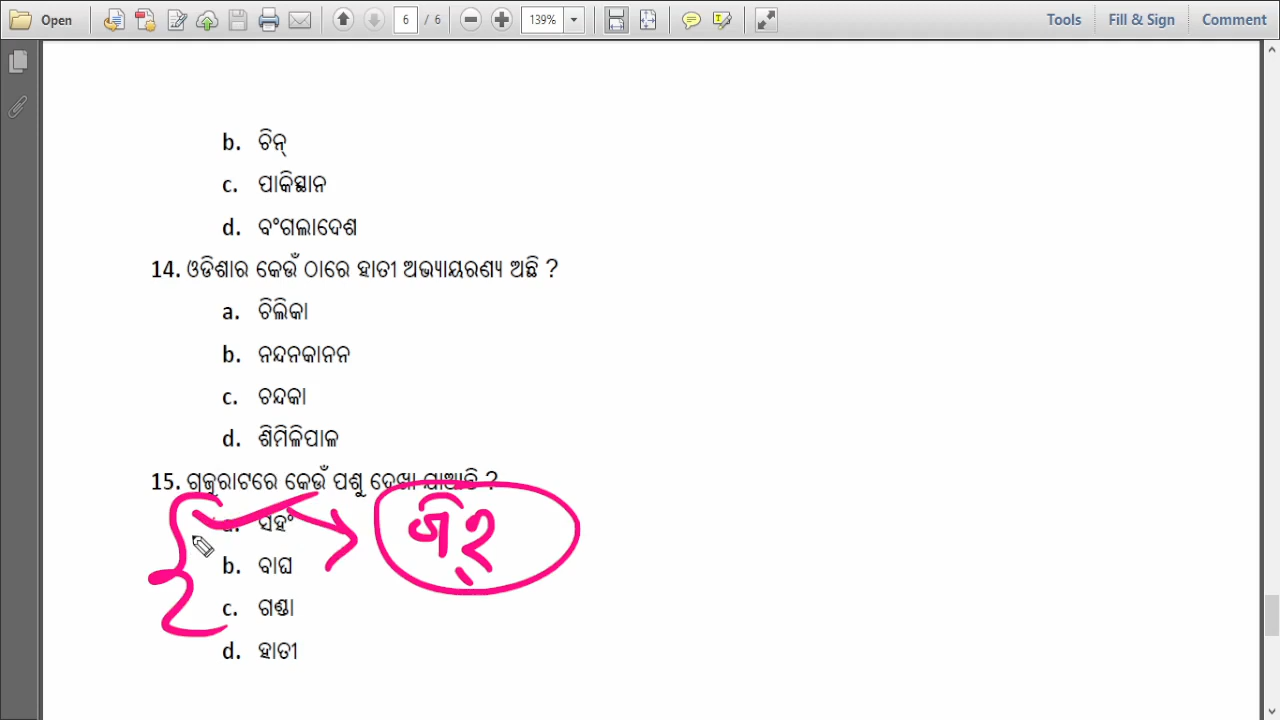 Open
6 / 6
139%
Tools
Fill & Sign
Comment
b. ଚିନ୍
c. ପାକିସ୍ଥାନ
d. ବଂଗଳାଦେଶ
14. ଓଡିଶାର କେଉଁ ଠାରେ ହାତୀ ଅଭ୍ୟାୟରଣ୍ୟ ଅଛି ?
a. ଚିଲିକା
b. ନନ୍ଦନକାନନ
c. ଚନ୍ଦକା
d. ଶିମିଳିପାଳ
15. ଗୁଜୁରାଟରେ କେଉଁ ପଶୁ ଦେଖା ଯାଆନ୍ତି ?
a. ସିହଂ
b. ବାଘ
c. ଗଣ୍ଡା
d. ହାତୀ